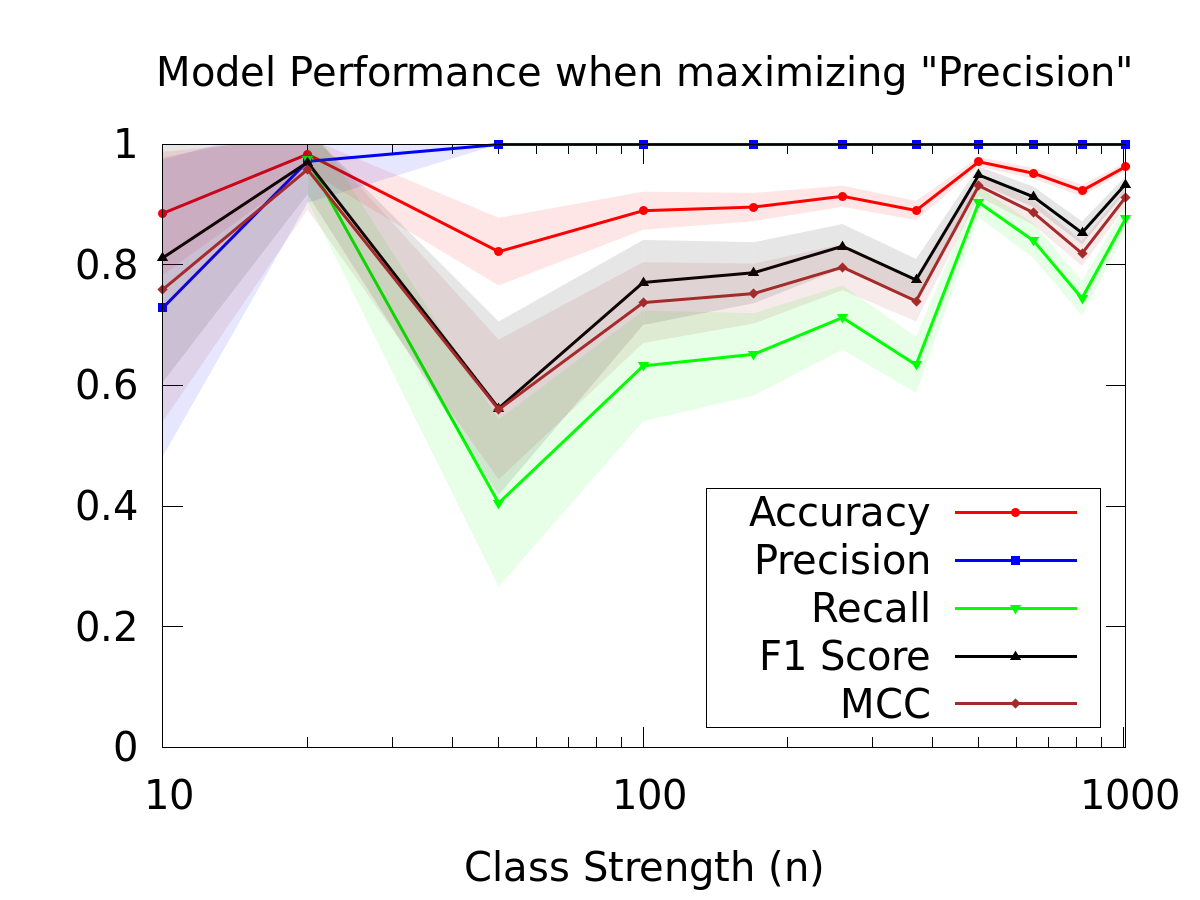 Model Performance when maximizing "Precision"
1
0.8
0.6
0.4
0.2
0
Accuracy
Precision
Recall
F1 Score
MCC
10 100 1000
Class Strength (n)